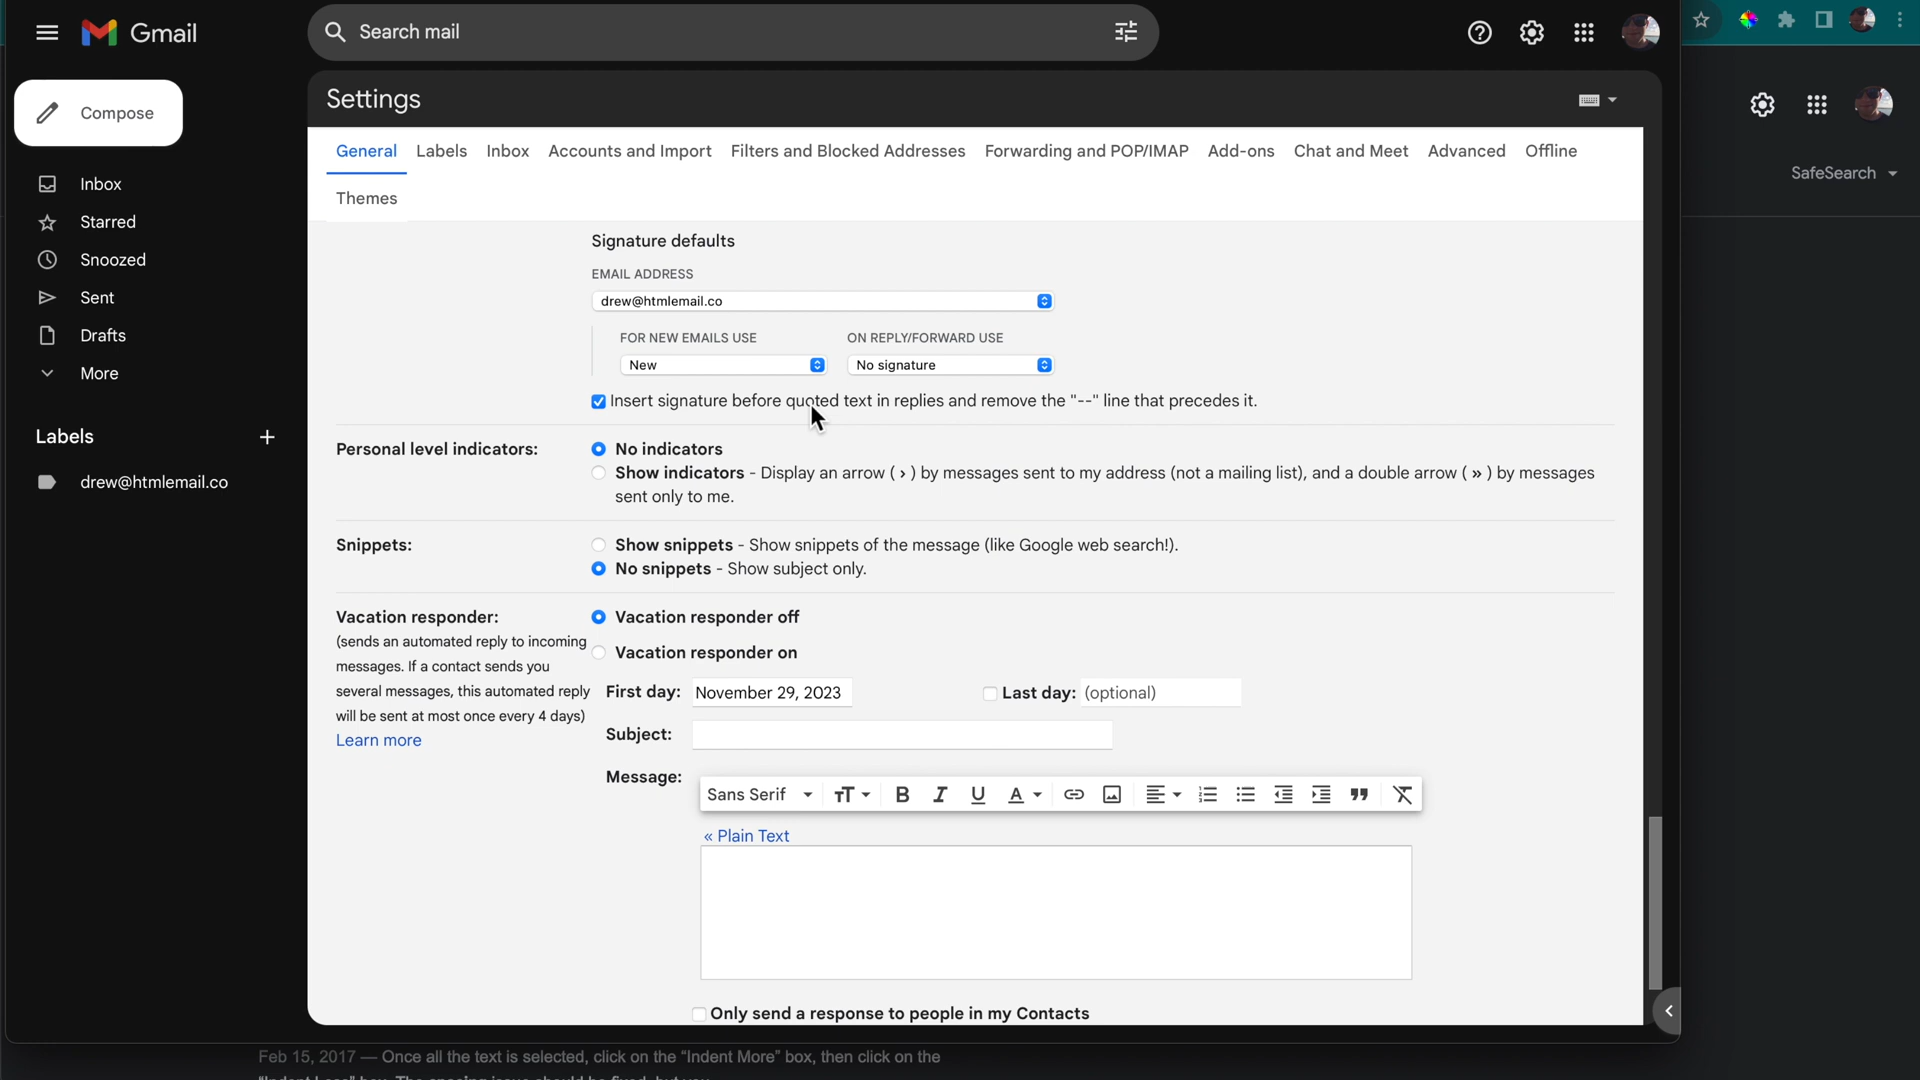 Gmail
Search mail
Compose
Settings
General Labels Inbox Accounts and Import Filters and Blocked Addresses Forwarding and POP/IMAP Add-ons Chat and Meet Advanced Offline
Themes
SafeSearch
Inbox
Starred
Snoozed
Sent
Drafts
More
Labels
drew@htmlemail.co
Signature defaults
EMAIL ADDRESS
drew@htmlemail.co
FOR NEW EMAILS USE ON REPLY/FORWARD USE
New No signature
Insert signature before quoted text in replies and remove the "--" line that precedes it.
Personal level indicators: No indicators
Show indicators - Display an arrow ( › ) by messages sent to my address (not a mailing list), and a double arrow ( » ) by messages
sent only to me.
Snippets: Show snippets - Show snippets of the message (like Google web search!).
No snippets - Show subject only.
Vacation responder: Vacation responder off
(sends an automated reply to incoming
messages. If a contact sends you
several messages, this automated reply
will be sent at most once every 4 days)
Learn more
Vacation responder on
First day: November 29, 2023 Last day: (optional)
Subject:
Message:
Sans Serif
« Plain Text
Only send a response to people in my Contacts
Feb 15, 2017 — Once all the text is selected, click on the "Indent More" box, then click on the